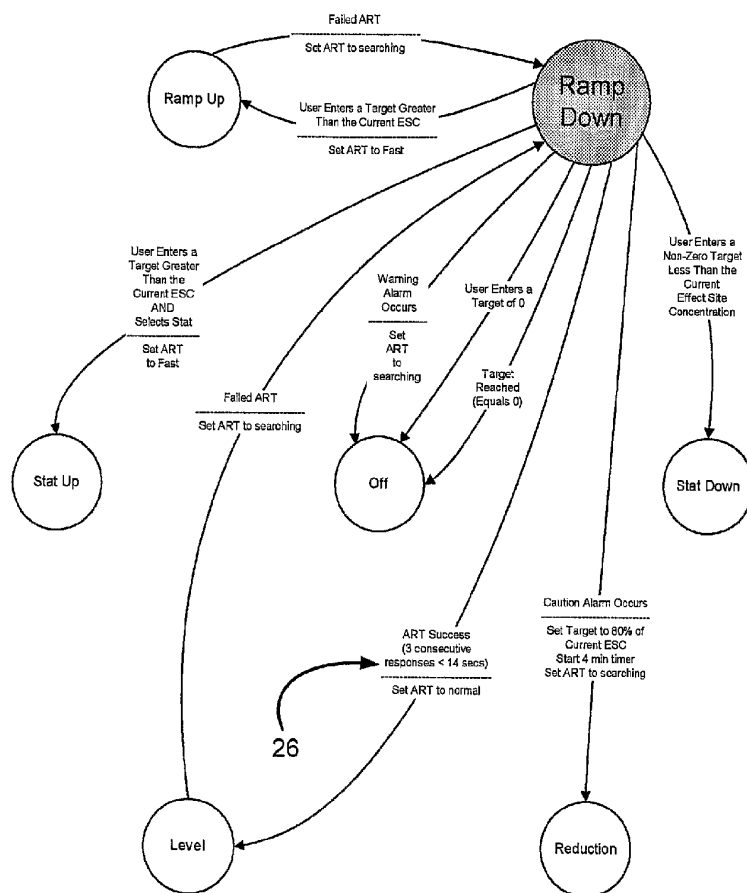 Failed ART
Set ART to searching
Ramp Up
Ramp
Down
User Enters a Target Greater
Than the Current ESC
Set ART to Fast
User Enters a
Target Greater
Than the
Current ESC
AND
Selects Stat
Set ART
to Fast
Warning
Alarm
Occurs
Set
ART
to
searching
User Enters a
Target of 0
Target
Reached
(Equals 0)
User Enters a
Non-Zero Target
Less Than the
Current
Effect Site
Concentration
Failed ART
Set ART to searching
Stat Up
Off
Stat Down
ART Success
(3 consecutive
responses < 14 secs)
Set ART to normal
26
Caution Alarm Occurs
Set Target to 80% of
Current ESC
Start 4 min timer
Set ART to searching
Level
Reduction